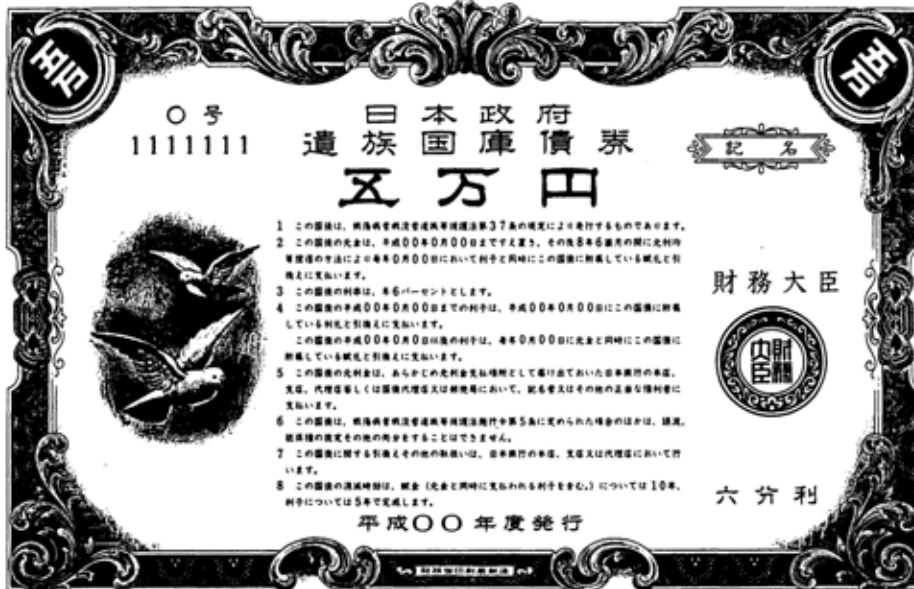 五万
五万
〇号
1111111
日本政府
遺族国庫債券
五万円
記名
1 この国債は、戦傷病者戦没者遺族等援護法第37条の規定により発行するものであります。
2 この国債の元金は、平成00年0月00日まですえ置き、その後8年6箇月の間に元利均
等償還の方法により毎年0月00日において利子と同時にこの国債に附属している賦札と引
換えに支払います。
3 この国債の利率は、年6パーセントとします。
4 この国債の平成00年0月00日までの利子は、平成00年0月00日にこの国債に附属
している利札と引換えに支払います。
この国債の平成00年0月0日以後の利子は、毎年0月00日に元金と同時にこの国債に
附属している賦札と引換えに支払います。
5 この国債の元利金は、あらかじめ元利金支払場所として届け出ておいた日本銀行の本店、
支店、代理店若しくは国債代理店又は郵便局において、記名者又はその他の正当な権利者に
支払います。
6 この国債は、戦傷病者戦没者遺族等援護法施行令第5条に定められた場合のほかは、譲渡、
担保権の設定その他の処分をすることはできません。
7 この国債に関する引換えその他の取扱いは、日本銀行の本店、支店又は代理店において行
います。
8 この国債の消滅時効は、賦金(元金と同時に支払われる利子を含む。)については10年、
利子については5年で完成します。
平成〇〇年度発行
財務大臣
財務大臣
六分利